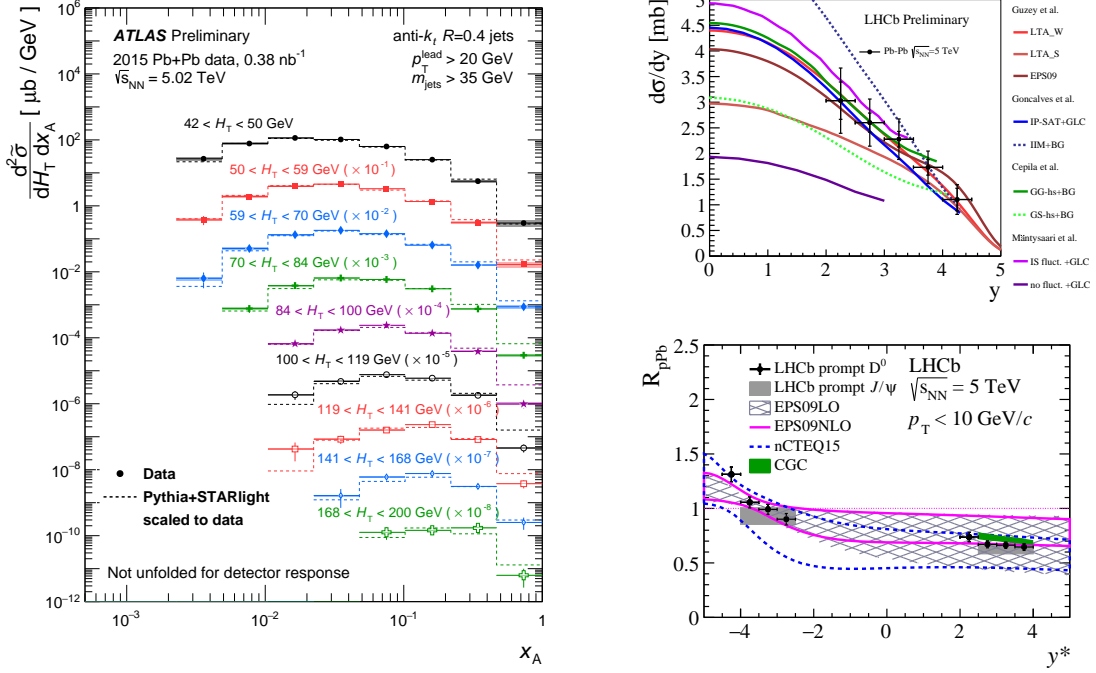 ATLAS Preliminary
anti-k_t R=0.4 jets
2015 Pb+Pb data, 0.38 nb⁻¹
p_T^lead > 20 GeV
√s_NN = 5.02 TeV
m_jets > 35 GeV
d²σ̃ / dH_T dx_A [ μb / GeV ]
10⁶
10⁴
10²
1
10⁻²
10⁻⁴
10⁻⁶
10⁻⁸
10⁻¹⁰
10⁻¹²
42 < H_T < 50 GeV
50 < H_T < 59 GeV (× 10⁻¹)
59 < H_T < 70 GeV (× 10⁻²)
70 < H_T < 84 GeV (× 10⁻³)
84 < H_T < 100 GeV (× 10⁻⁴)
100 < H_T < 119 GeV (× 10⁻⁵)
119 < H_T < 141 GeV (× 10⁻⁶)
141 < H_T < 168 GeV (× 10⁻⁷)
168 < H_T < 200 GeV (× 10⁻⁸)
Data
Pythia+STARlight
scaled to data
Not unfolded for detector response
10⁻³ 10⁻² 10⁻¹ 1
x_A
dσ/dy [mb]
5
4.5
4
3.5
3
2.5
2
1.5
1
0.5
0
LHCb Preliminary
Pb-Pb √s_NN=5 TeV
0 1 2 3 4 5
y
Guzey et al.
LTA_W
LTA_S
EPS09
Goncalves et al.
IP-SAT+GLC
IIM+BG
Cepila et al.
GG-hs+BG
GS-hs+BG
Mäntysaari et al.
IS fluct. +GLC
no fluct. +GLC
R_pPb
2.5
2
1.5
1
0.5
0
LHCb prompt D⁰
LHCb prompt J/ψ
EPS09LO
EPS09NLO
nCTEQ15
CGC
LHCb
√s_NN = 5 TeV
p_T < 10 GeV/c
−4 −2 0 2 4
y*